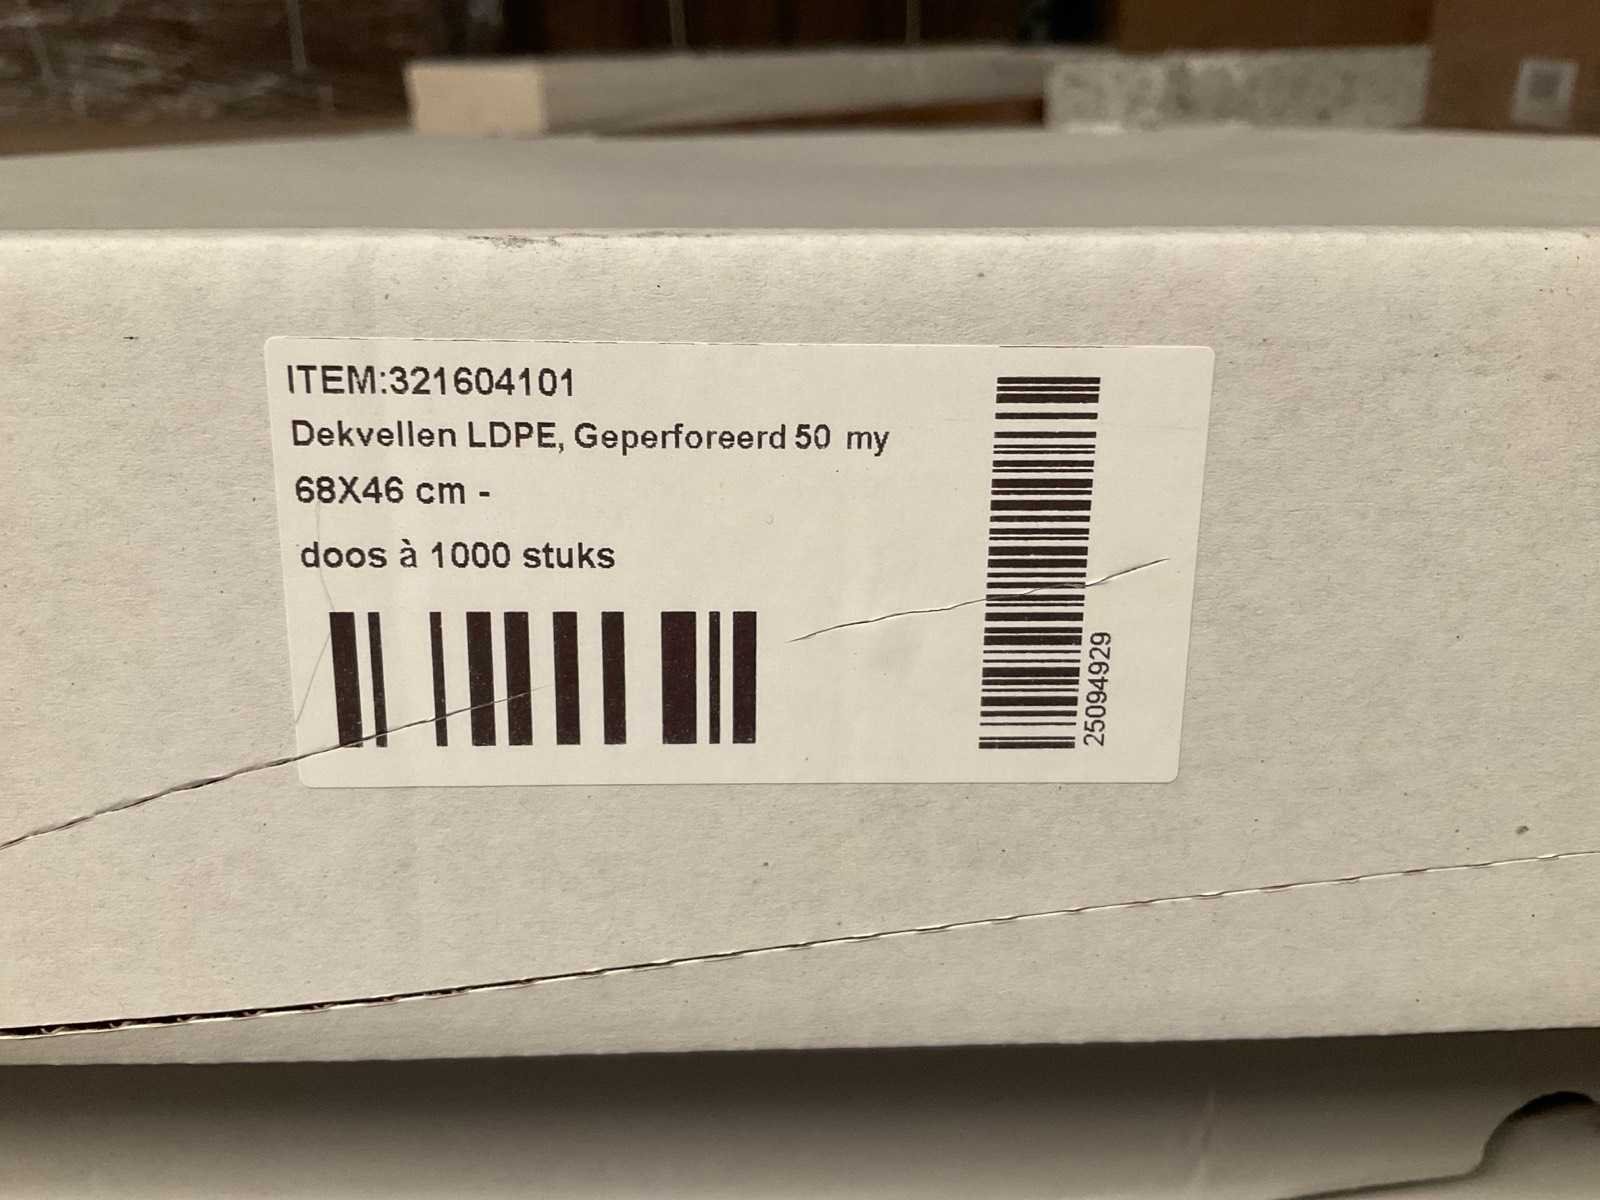 ITEM:321604101
Dekvellen LDPE, Geperforeerd 50 my
68X46 cm -
doos à 1000 stuks
25094929